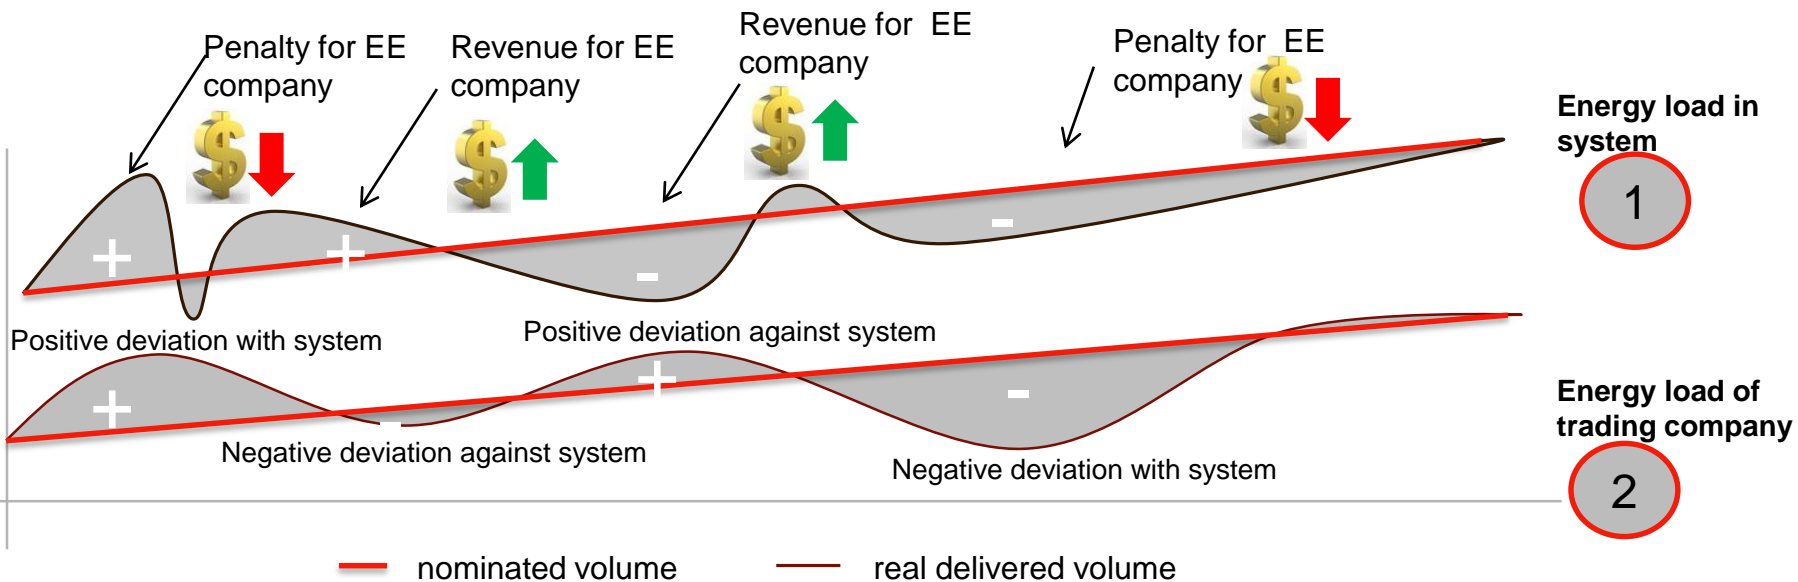 Penalty for EE
company
Revenue for EE
company
Revenue for EE
company
Penalty for EE
company
Energy load in
system
1
+
+
-
-
Positive deviation with system
Positive deviation against system
+
-
+
-
Negative deviation against system
Negative deviation with system
Energy load of
trading company
2
nominated volume
real delivered volume